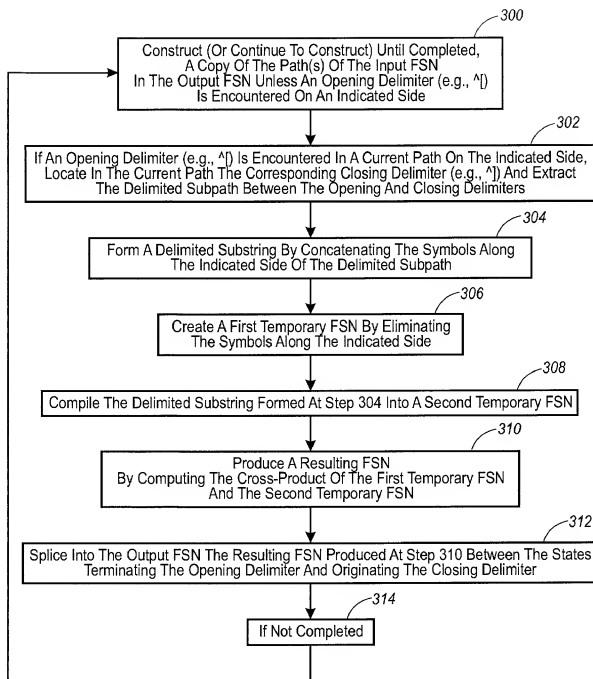 300
Construct (Or Continue To Construct) Until Completed,
A Copy Of The Path(s) Of The Input FSN
In The Output FSN Unless An Opening Delimiter (e.g., ^[)
Is Encountered On An Indicated Side
302
If An Opening Delimiter (e.g., ^[) Is Encountered In A Current Path On The Indicated Side,
Locate In The Current Path The Corresponding Closing Delimiter (e.g., ^]) And Extract
The Delimited Subpath Between The Opening And Closing Delimiters
304
Form A Delimited Substring By Concatenating The Symbols Along
The Indicated Side Of The Delimited Subpath
306
Create A First Temporary FSN By Eliminating
The Symbols Along The Indicated Side
308
Compile The Delimited Substring Formed At Step 304 Into A Second Temporary FSN
310
Produce A Resulting FSN
By Computing The Cross-Product Of The First Temporary FSN
And The Second Temporary FSN
312
Splice Into The Output FSN The Resulting FSN Produced At Step 310 Between The States
Terminating The Opening Delimiter And Originating The Closing Delimiter
314
If Not Completed